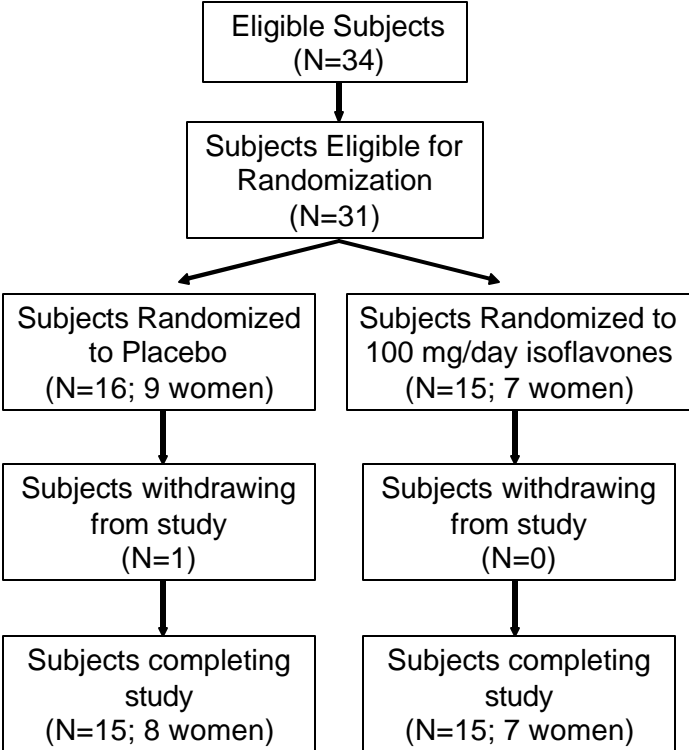 Eligible Subjects
(N=34)
Subjects Eligible for
Randomization
(N=31)
Subjects Randomized
to Placebo
(N=16; 9 women)
Subjects Randomized to
100 mg/day isoflavones
(N=15; 7 women)
Subjects withdrawing
from study
(N=1)
Subjects withdrawing
from study
(N=0)
Subjects completing
study
(N=15; 8 women)
Subjects completing
study
(N=15; 7 women)